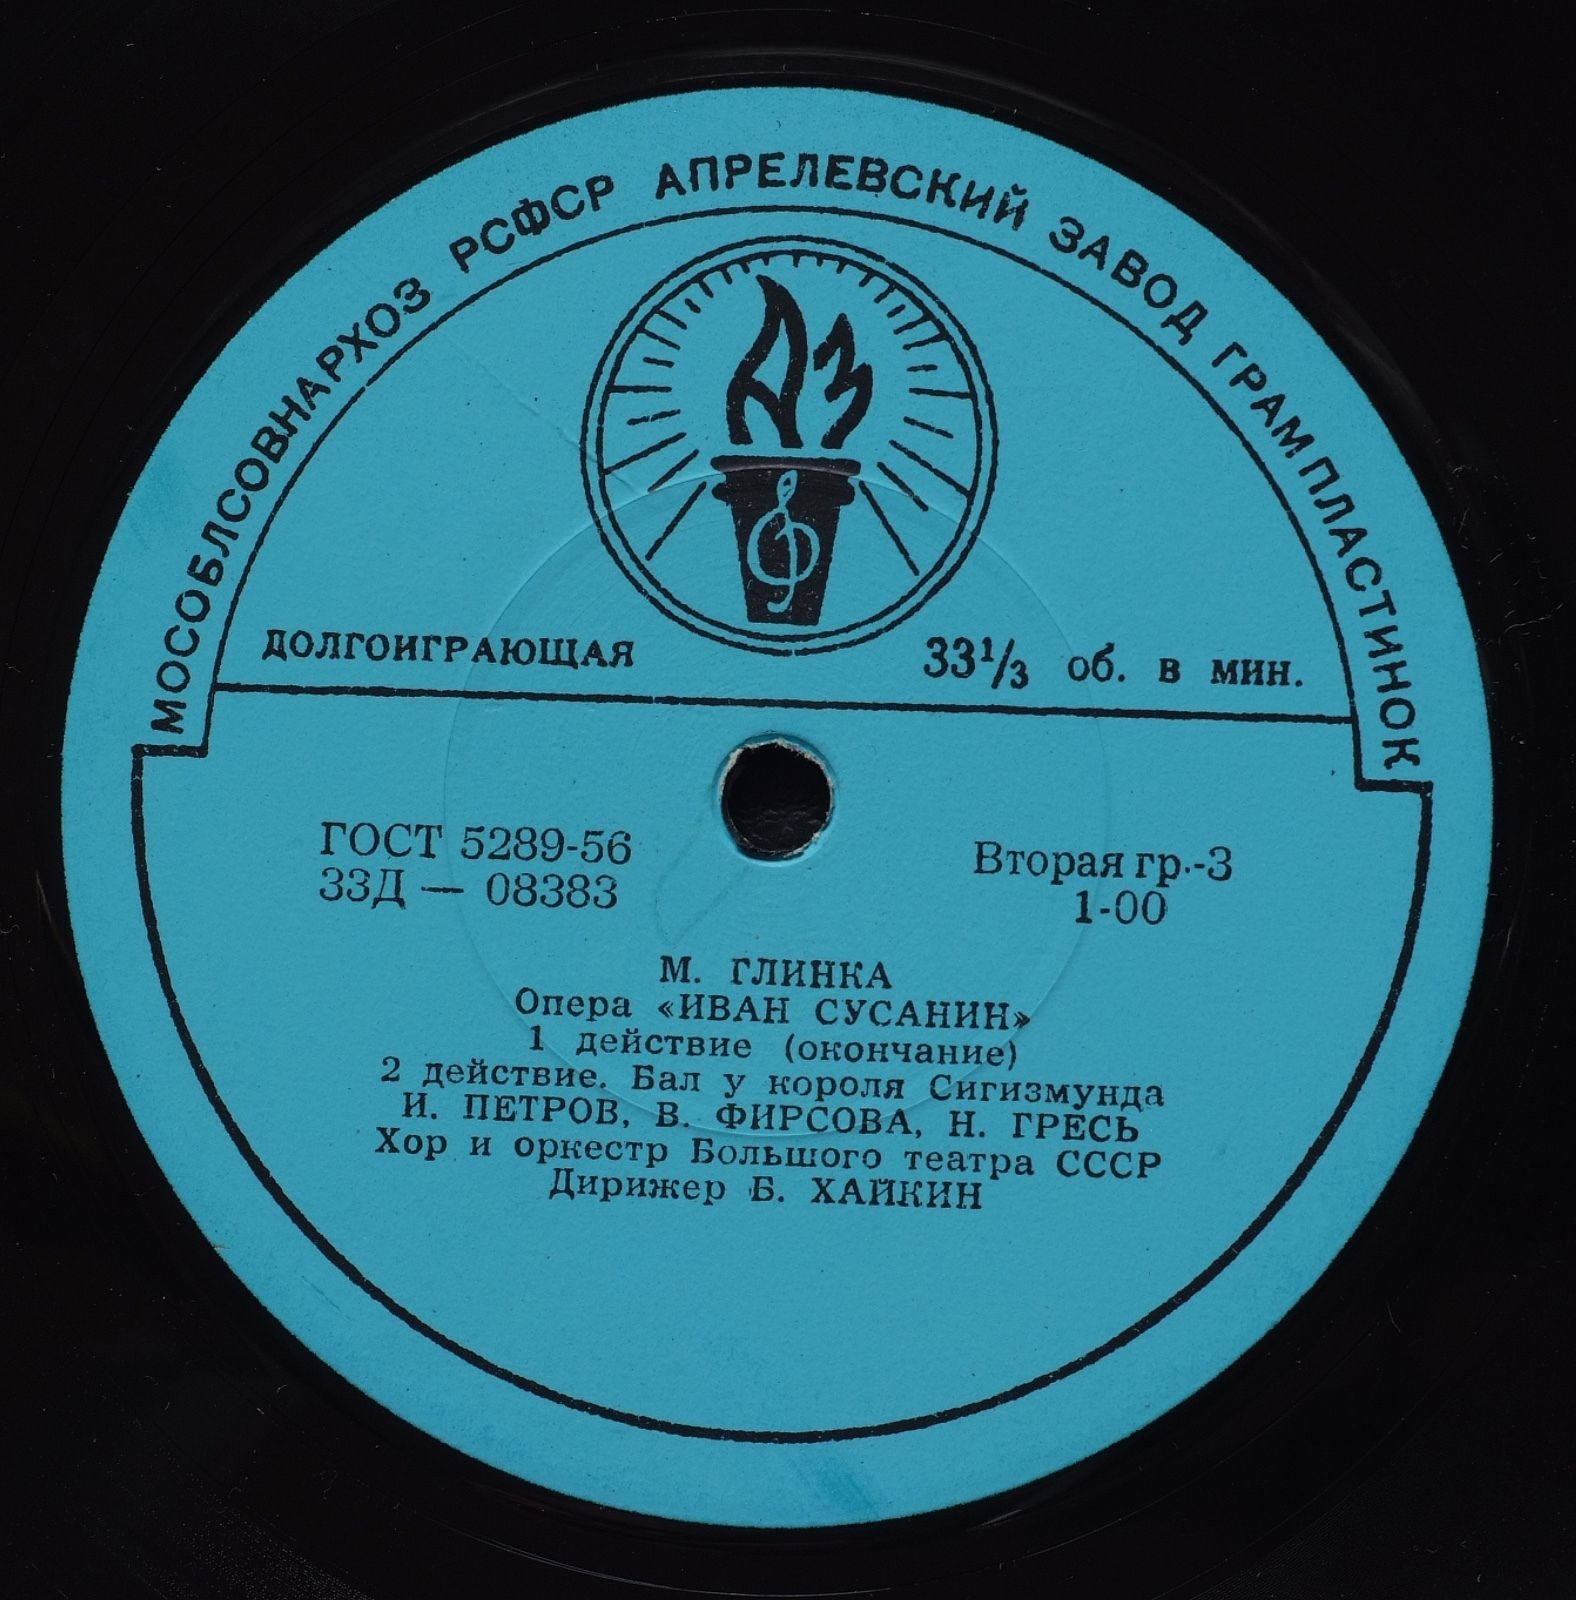 МОСОБЛСОВНАРХОЗ РСФСР АПРЕЛЕВСКИЙ ЗАВОД ГРАМПЛАСТИНОК
АЗ
ДОЛГОИГРАЮЩАЯ 33⅓ об. в мин.
ГОСТ 5289-56 Вторая гр.-3
33Д — 08383 1-00
М. ГЛИНКА
Опера «ИВАН СУСАНИН»
1 действие (окончание)
2 действие. Бал у короля Сигизмунда
И. ПЕТРОВ, В. ФИРСОВА, Н. ГРЕСЬ
Хор и оркестр Большого театра СССР
Дирижер Б. ХАЙКИН